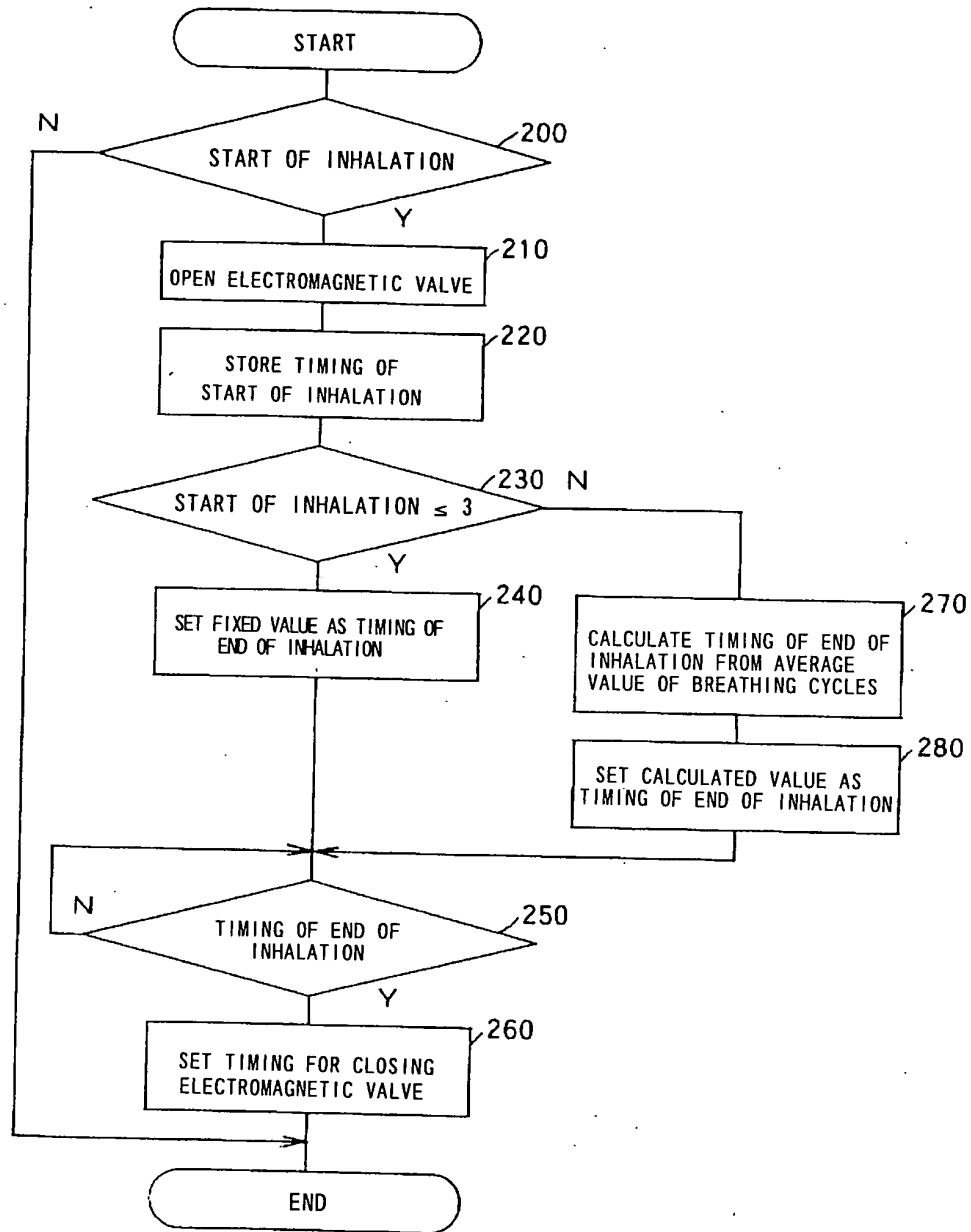 START
N
200
START OF INHALATION
Y
210
OPEN ELECTROMAGNETIC VALVE
220
STORE TIMING OF
START OF INHALATION
230
N
START OF INHALATION ≤ 3
Y
240
SET FIXED VALUE AS TIMING OF
END OF INHALATION
270
CALCULATE TIMING OF END OF
INHALATION FROM AVERAGE
VALUE OF BREATHING CYCLES
280
SET CALCULATED VALUE AS
TIMING OF END OF INHALATION
N
250
TIMING OF END OF
INHALATION
Y
260
SET TIMING FOR CLOSING
ELECTROMAGNETIC VALVE
END